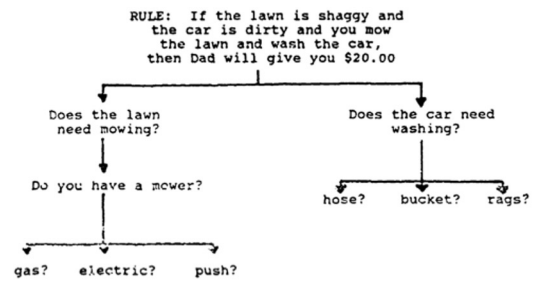 RULE: If the lawn is shaggy and
the car is dirty and you mow
the lawn and wash the car,
then Dad will give you $20.00
Does the lawn
need mowing?
Does the car need
washing?
Do you have a mower?
hose? bucket? rags?
gas? electric? push?